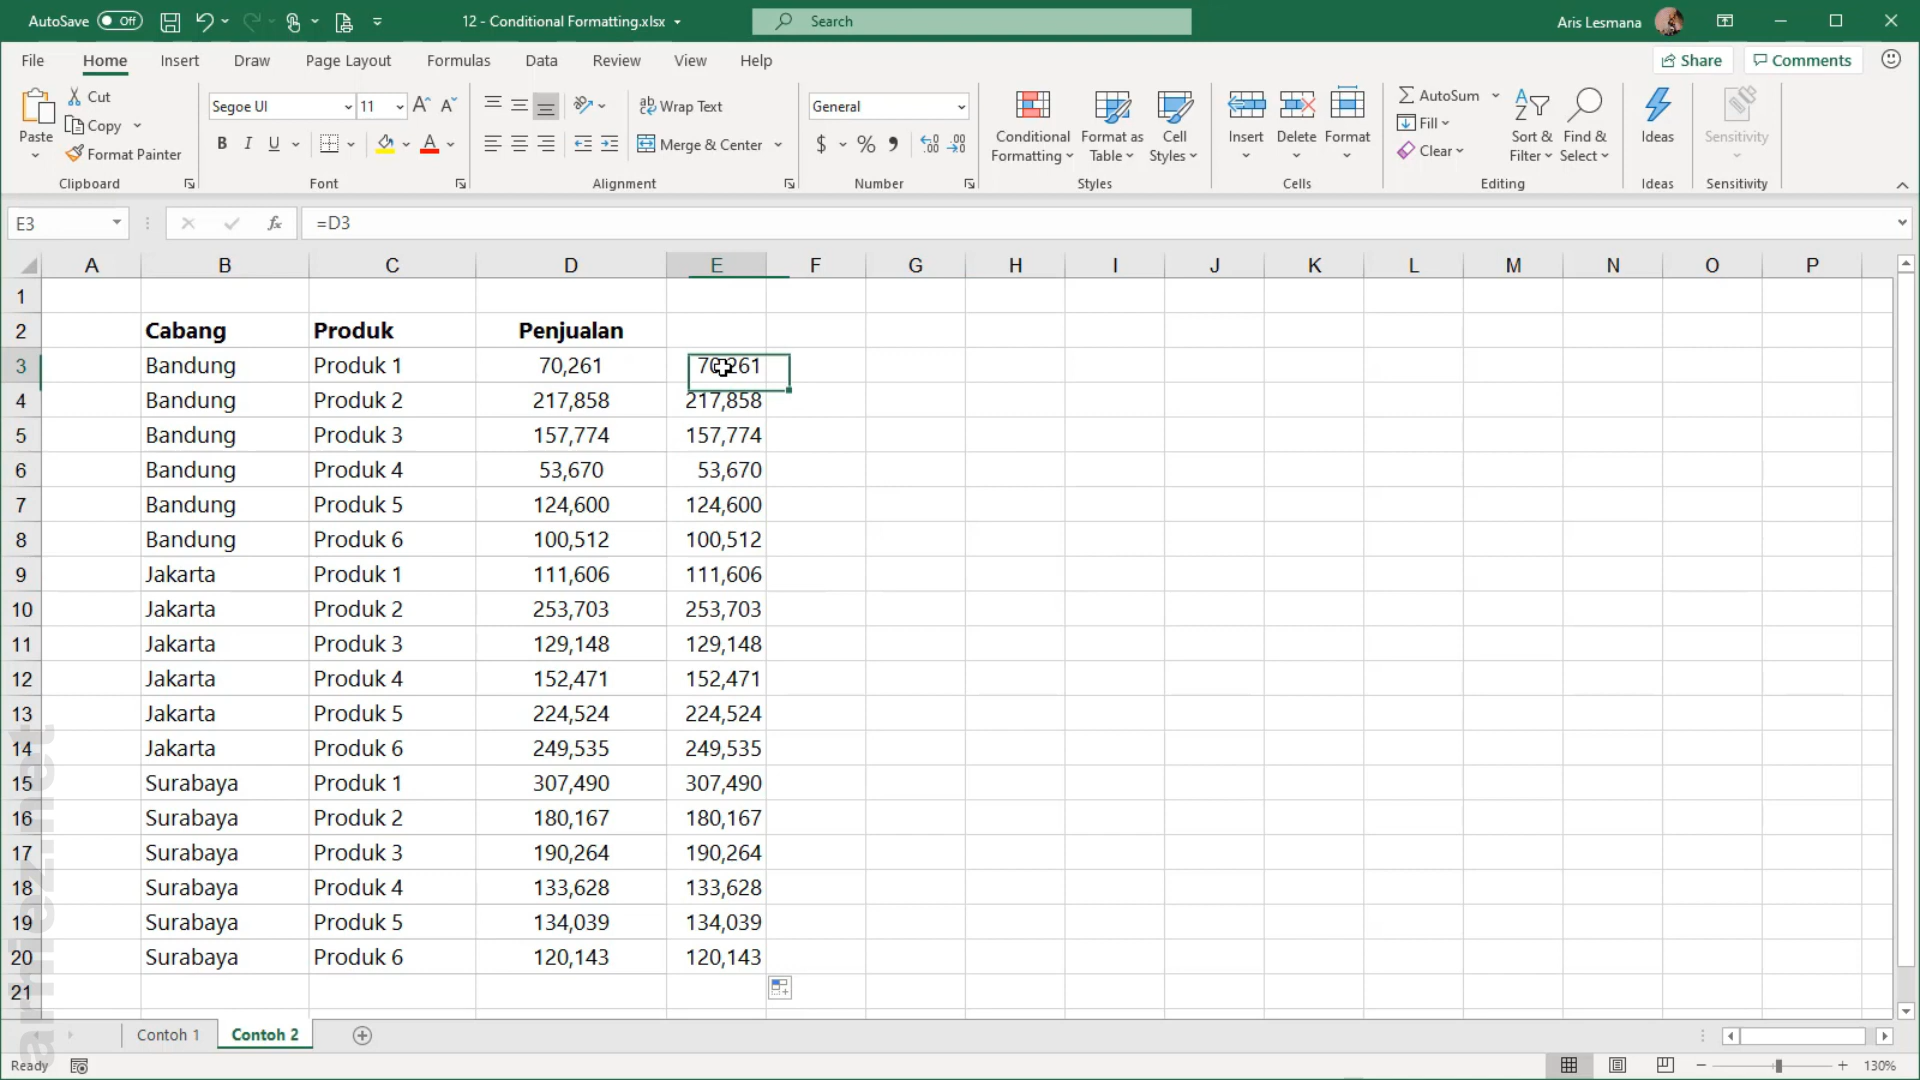 AutoSave Off 12 - Conditional Formatting.xlsx Search Aris Lesmana
File Home Insert Draw Page Layout Formulas Data Review View Help Share Comments
Paste Cut Copy Format Painter Clipboard
Segoe UI 11 A A B I U A Font
ab Wrap Text Merge & Center Alignment
General $ % Number
Conditional Formatting Format as Table Cell Styles Styles
Insert Delete Format Cells
AutoSum Fill Clear Sort & Filter Find & Select Editing
Ideas Ideas
Sensitivity Sensitivity
E3 fx =D3
A B C D E F G H I J K L M N O P
1
2 Cabang Produk Penjualan
3 Bandung Produk 1 70,261 70,261
4 Bandung Produk 2 217,858 217,858
5 Bandung Produk 3 157,774 157,774
6 Bandung Produk 4 53,670 53,670
7 Bandung Produk 5 124,600 124,600
8 Bandung Produk 6 100,512 100,512
9 Jakarta Produk 1 111,606 111,606
10 Jakarta Produk 2 253,703 253,703
11 Jakarta Produk 3 129,148 129,148
12 Jakarta Produk 4 152,471 152,471
13 Jakarta Produk 5 224,524 224,524
14 Jakarta Produk 6 249,535 249,535
15 Surabaya Produk 1 307,490 307,490
16 Surabaya Produk 2 180,167 180,167
17 Surabaya Produk 3 190,264 190,264
18 Surabaya Produk 4 133,628 133,628
19 Surabaya Produk 5 134,039 134,039
20 Surabaya Produk 6 120,143 120,143
21
Contoh 1 Contoh 2
Ready 130%